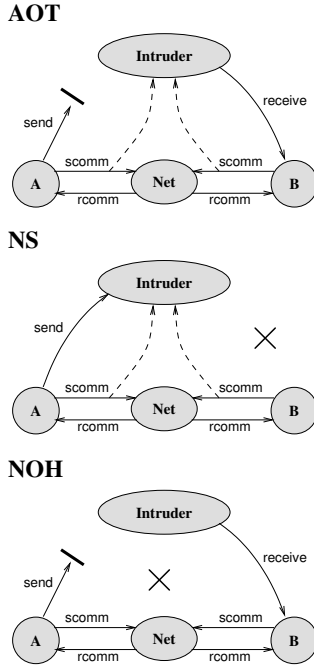 AOT
Intruder
receive
send
scomm scomm
A Net B
rcomm rcomm
NS
Intruder
send
scomm scomm
A Net B
rcomm rcomm
NOH
Intruder
receive
send
scomm scomm
A Net B
rcomm rcomm